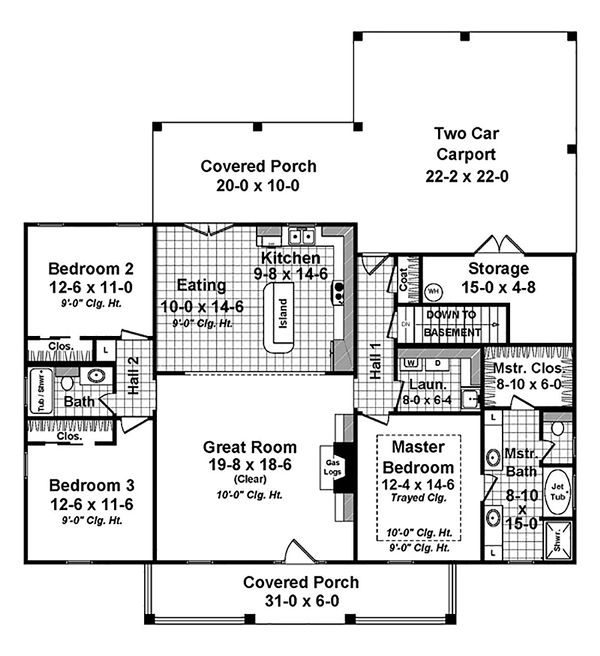 Two Car
Carport
22-2 x 22-0
Covered Porch
20-0 x 10-0
Bedroom 2
12-6 x 11-0
9'-0" Clg. Ht.
Eating
10-0 x 14-6
9'-0" Clg. Ht.
Kitchen
9-8 x 14-6
Island
Coat
WH
Storage
15-0 x 4-8
DN
DOWN TO
BASEMENT
Clos.
L
Hall 2
Hall 1
W
D
Laun.
8-0 x 6-4
Mstr. Clos.
8-10 x 6-0
Tub / Shwr.
Bath
Clos.
Great Room
19-8 x 18-6
(Clear)
10'-0" Clg. Ht.
Gas
Logs
Master
Bedroom
12-4 x 14-6
Trayed Clg.
10'-0" Clg. Ht.
9'-0" Clg. Ht.
L
Mstr.
Bath
8-10
x
15-0
Jet
Tub
L
Shwr.
Bedroom 3
12-6 x 11-6
9'-0" Clg. Ht.
Covered Porch
31-0 x 6-0